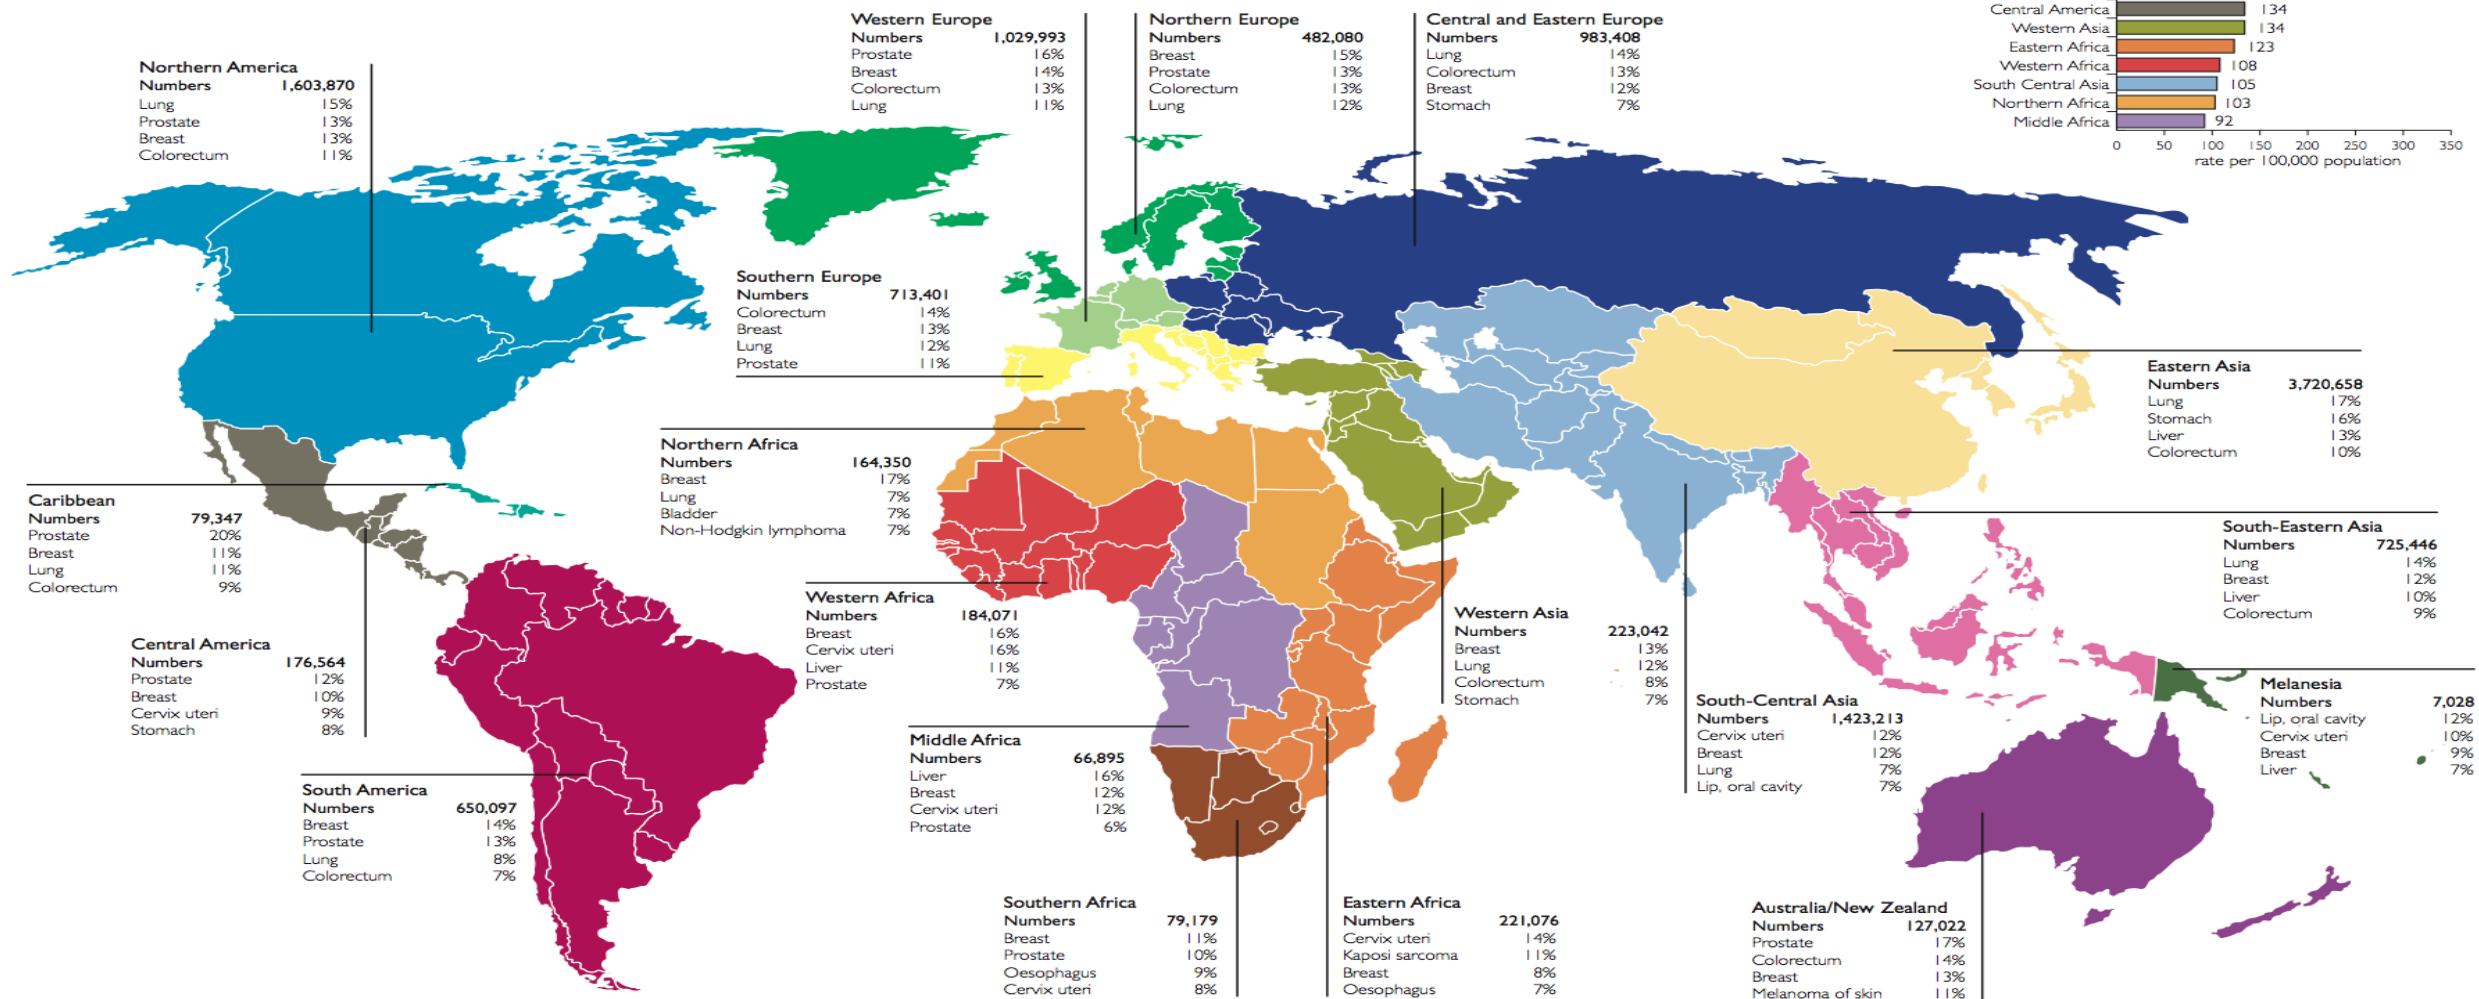 Northern America
Numbers 1,603,870
Lung 15%
Prostate 13%
Breast 13%
Colorectum 11%
Western Europe
Numbers 1,029,993
Prostate 16%
Breast 14%
Colorectum 13%
Lung 11%
Northern Europe
Numbers 482,080
Breast 15%
Prostate 13%
Colorectum 13%
Lung 12%
Central and Eastern Europe
Numbers 983,408
Lung 14%
Colorectum 13%
Breast 12%
Stomach 7%
Central America 134
Western Asia 134
Eastern Africa 123
Western Africa 108
South Central Asia 105
Northern Africa 103
Middle Africa 92
0 50 100 150 200 250 300 350
rate per 100,000 population
Southern Europe
Numbers 713,401
Colorectum 14%
Breast 13%
Lung 12%
Prostate 11%
Eastern Asia
Numbers 3,720,658
Lung 17%
Stomach 16%
Liver 13%
Colorectum 10%
Northern Africa
Numbers 164,350
Breast 17%
Lung 7%
Bladder 7%
Non-Hodgkin lymphoma 7%
Caribbean
Numbers 79,347
Prostate 20%
Breast 11%
Lung 11%
Colorectum 9%
South-Eastern Asia
Numbers 725,446
Lung 14%
Breast 12%
Liver 10%
Colorectum 9%
Western Africa
Numbers 184,071
Breast 16%
Cervix uteri 16%
Liver 11%
Prostate 7%
Western Asia
Numbers 223,042
Breast 13%
Lung 12%
Colorectum 8%
Stomach 7%
Central America
Numbers 176,564
Prostate 12%
Breast 10%
Cervix uteri 9%
Stomach 8%
Melanesia
Numbers 7,028
Lip, oral cavity 12%
Cervix uteri 10%
Breast 9%
Liver 7%
South-Central Asia
Numbers 1,423,213
Cervix uteri 12%
Breast 12%
Lung 7%
Lip, oral cavity 7%
Middle Africa
Numbers 66,895
Liver 16%
Breast 12%
Cervix uteri 12%
Prostate 6%
South America
Numbers 650,097
Breast 14%
Prostate 13%
Lung 8%
Colorectum 7%
Southern Africa
Numbers 79,179
Breast 11%
Prostate 10%
Oesophagus 9%
Cervix uteri 8%
Eastern Africa
Numbers 221,076
Cervix uteri 14%
Kaposi sarcoma 11%
Breast 8%
Oesophagus 7%
Australia/New Zealand
Numbers 127,022
Prostate 17%
Colorectum 14%
Breast 13%
Melanoma of skin 11%